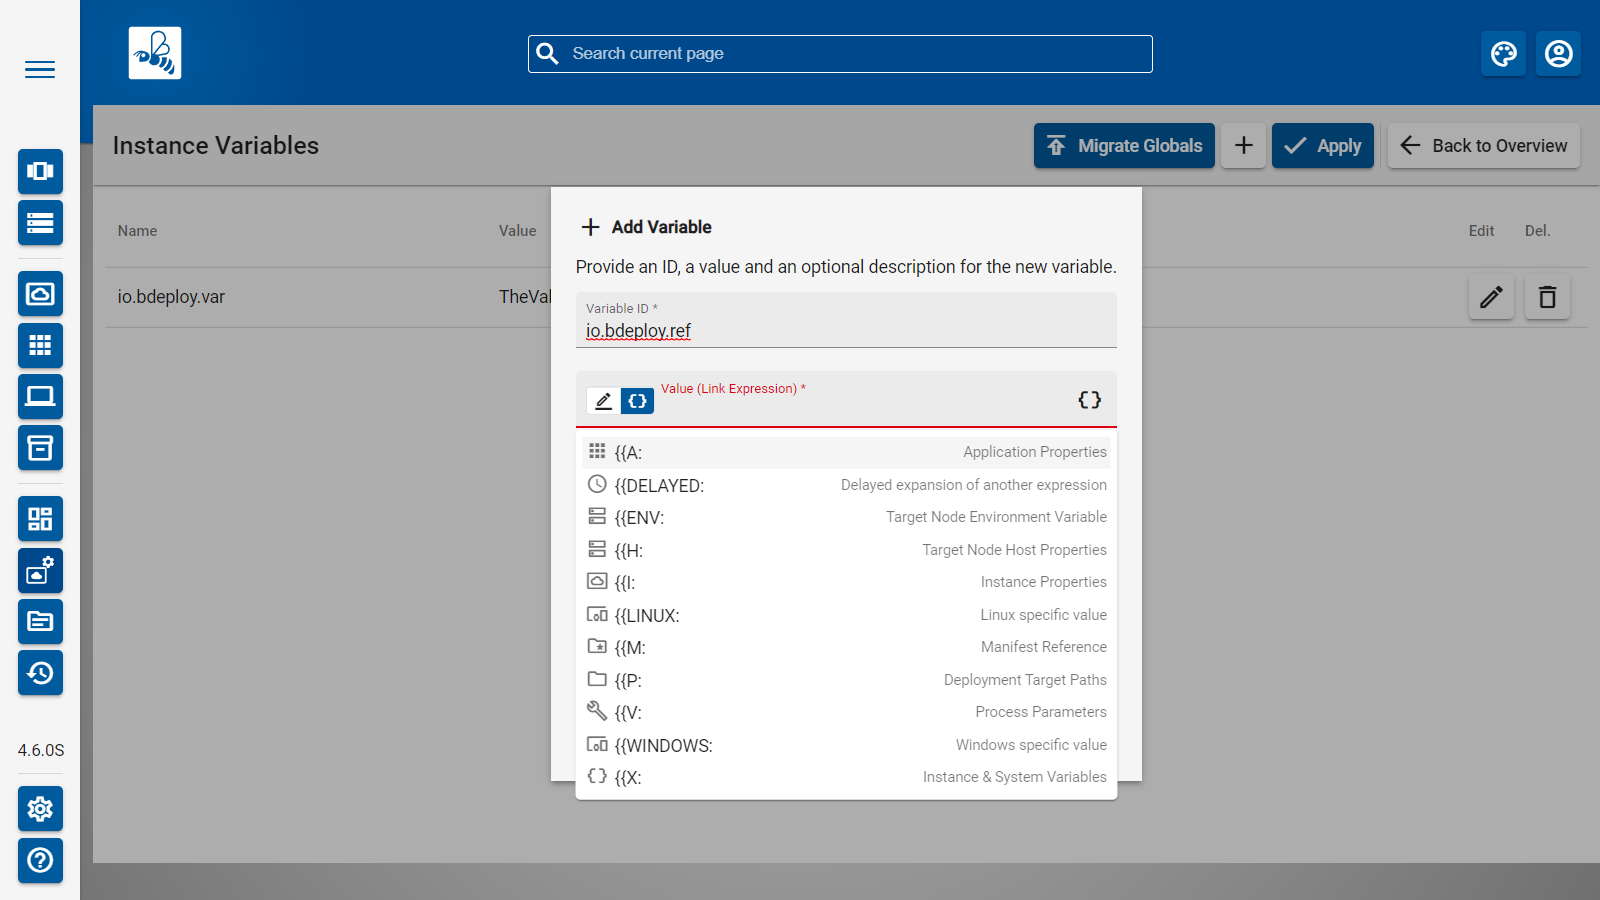 Search current page
Instance Variables
Migrate Globals
Apply
Back to Overview
Name
Value
Edit
Del.
io.bdeploy.var
TheVal
Add Variable
Provide an ID, a value and an optional description for the new variable.
Variable ID *
io.bdeploy.ref
Value (Link Expression) *
{{A: Application Properties
{{DELAYED: Delayed expansion of another expression
{{ENV: Target Node Environment Variable
{{H: Target Node Host Properties
{{I: Instance Properties
{{LINUX: Linux specific value
{{M: Manifest Reference
{{P: Deployment Target Paths
{{V: Process Parameters
{{WINDOWS: Windows specific value
{{X: Instance & System Variables
4.6.0S